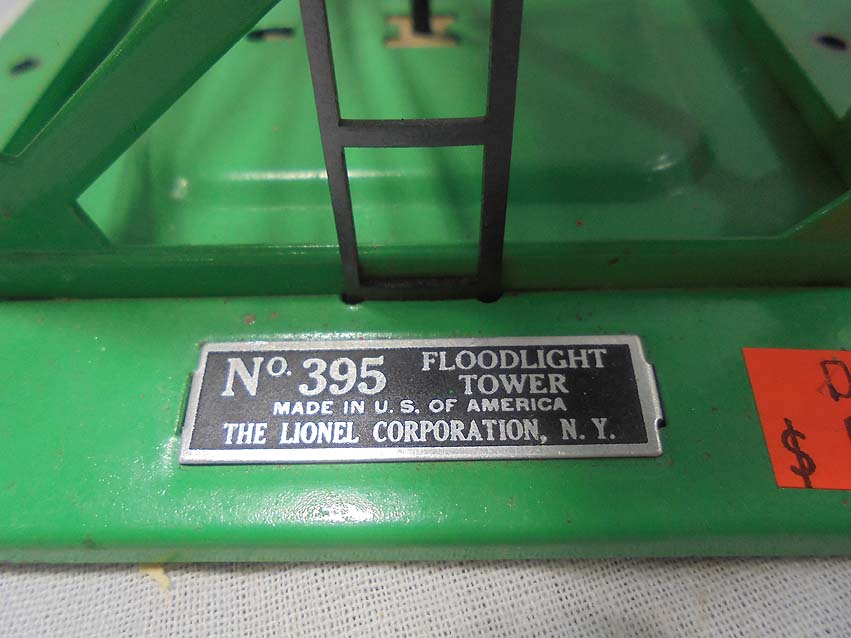 No. 395 FLOODLIGHT TOWER
MADE IN U. S. OF AMERICA
THE LIONEL CORPORATION, N. Y.
$